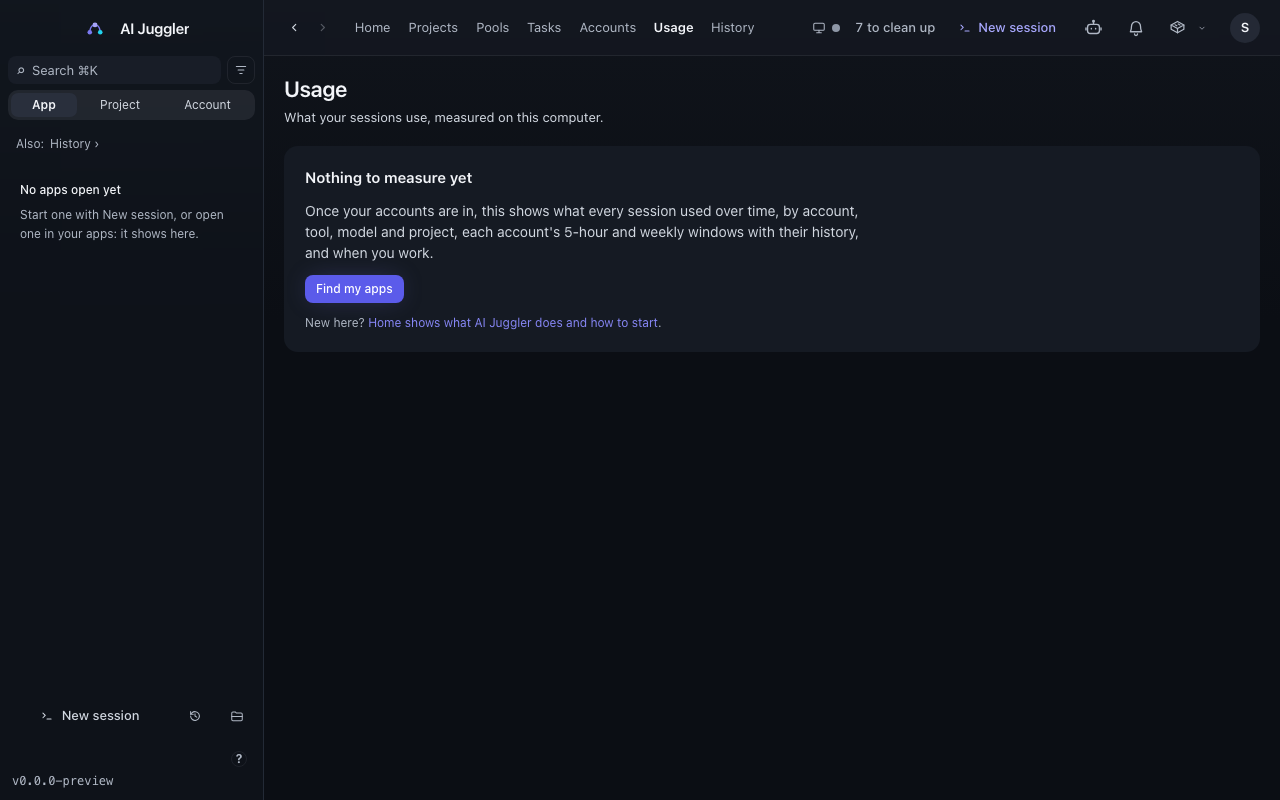 AI Juggler
Search ⌘K
App Project Account
Also: History ›
No apps open yet
Start one with New session, or open
one in your apps: it shows here.
New session
?
v0.0.0-preview
Home Projects Pools Tasks Accounts Usage History
7 to clean up
New session
S
Usage
What your sessions use, measured on this computer.
Nothing to measure yet
Once your accounts are in, this shows what every session used over time, by account,
tool, model and project, each account's 5-hour and weekly windows with their history,
and when you work.
Find my apps
New here? Home shows what AI Juggler does and how to start.